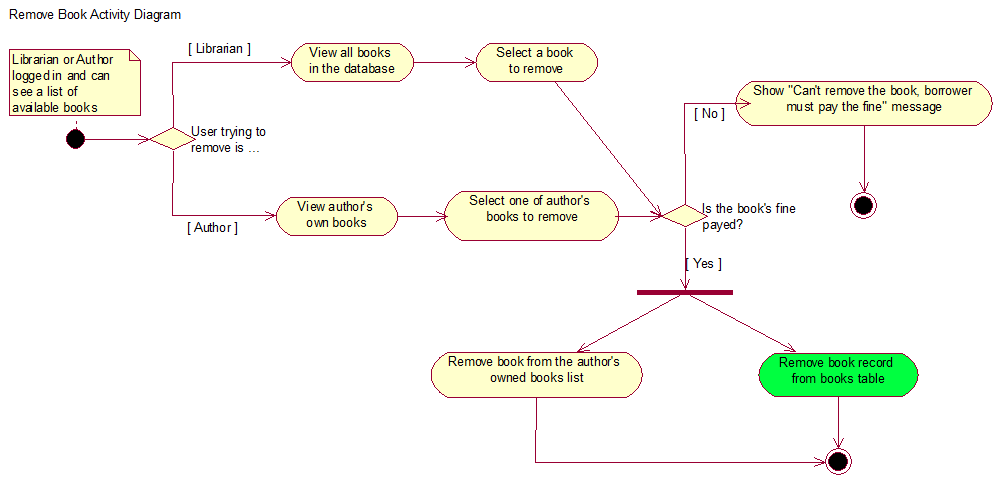 Remove Book Activity Diagram
Librarian or Author
logged in and can
see a list of
available books
[ Librarian ]
View all books
in the database
Select a book
to remove
Show "Can't remove the book, borrower
must pay the fine" message
[ No ]
User trying to
remove is ...
[ Author ]
View author's
own books
Select one of author's
books to remove
Is the book's fine
payed?
[ Yes ]
Remove book from the author's
owned books list
Remove book record
from books table